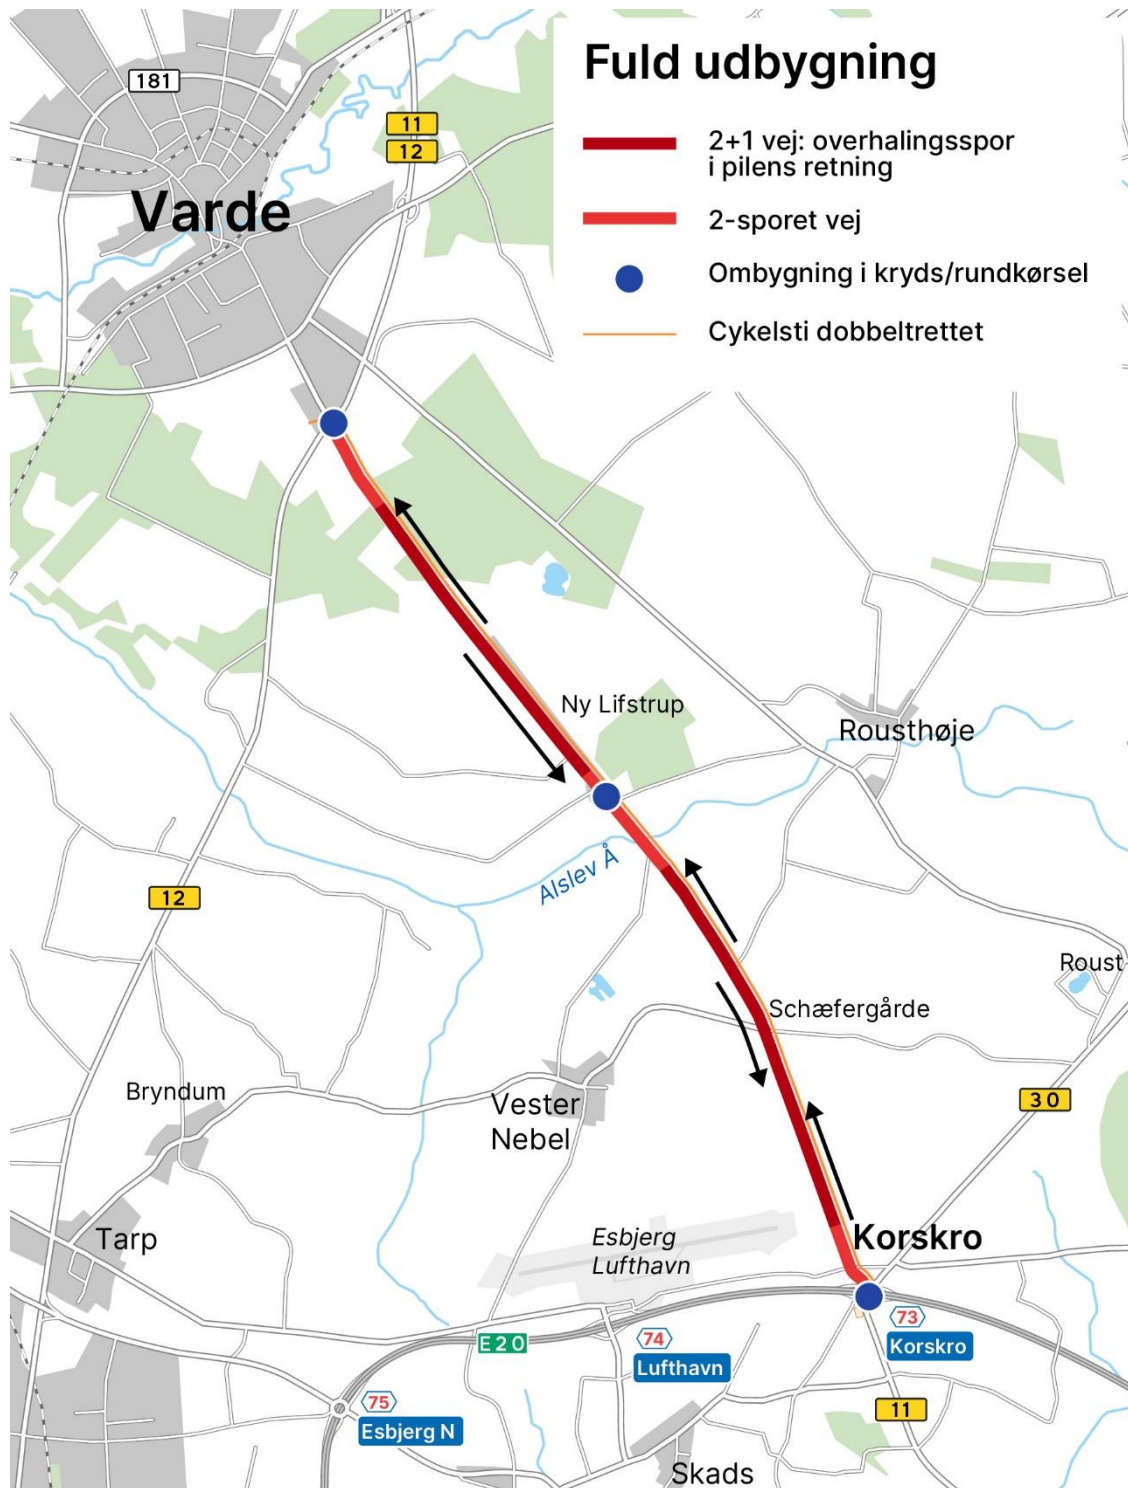 Fuld udbygning
2+1 vej: overhalingsspor
i pilens retning
2-sporet vej
Ombygning i kryds/rundkørsel
Cykelsti dobbeltrettet
181
11
12
Varde
Ny Lifstrup
Rousthøje
Alslev Å
12
Roust
Schæfergårde
Bryndum
Vester
Nebel
30
Tarp
Esbjerg
Lufthavn
Korskro
73
Korskro
E20
74
Lufthavn
75
Esbjerg N
11
Skads